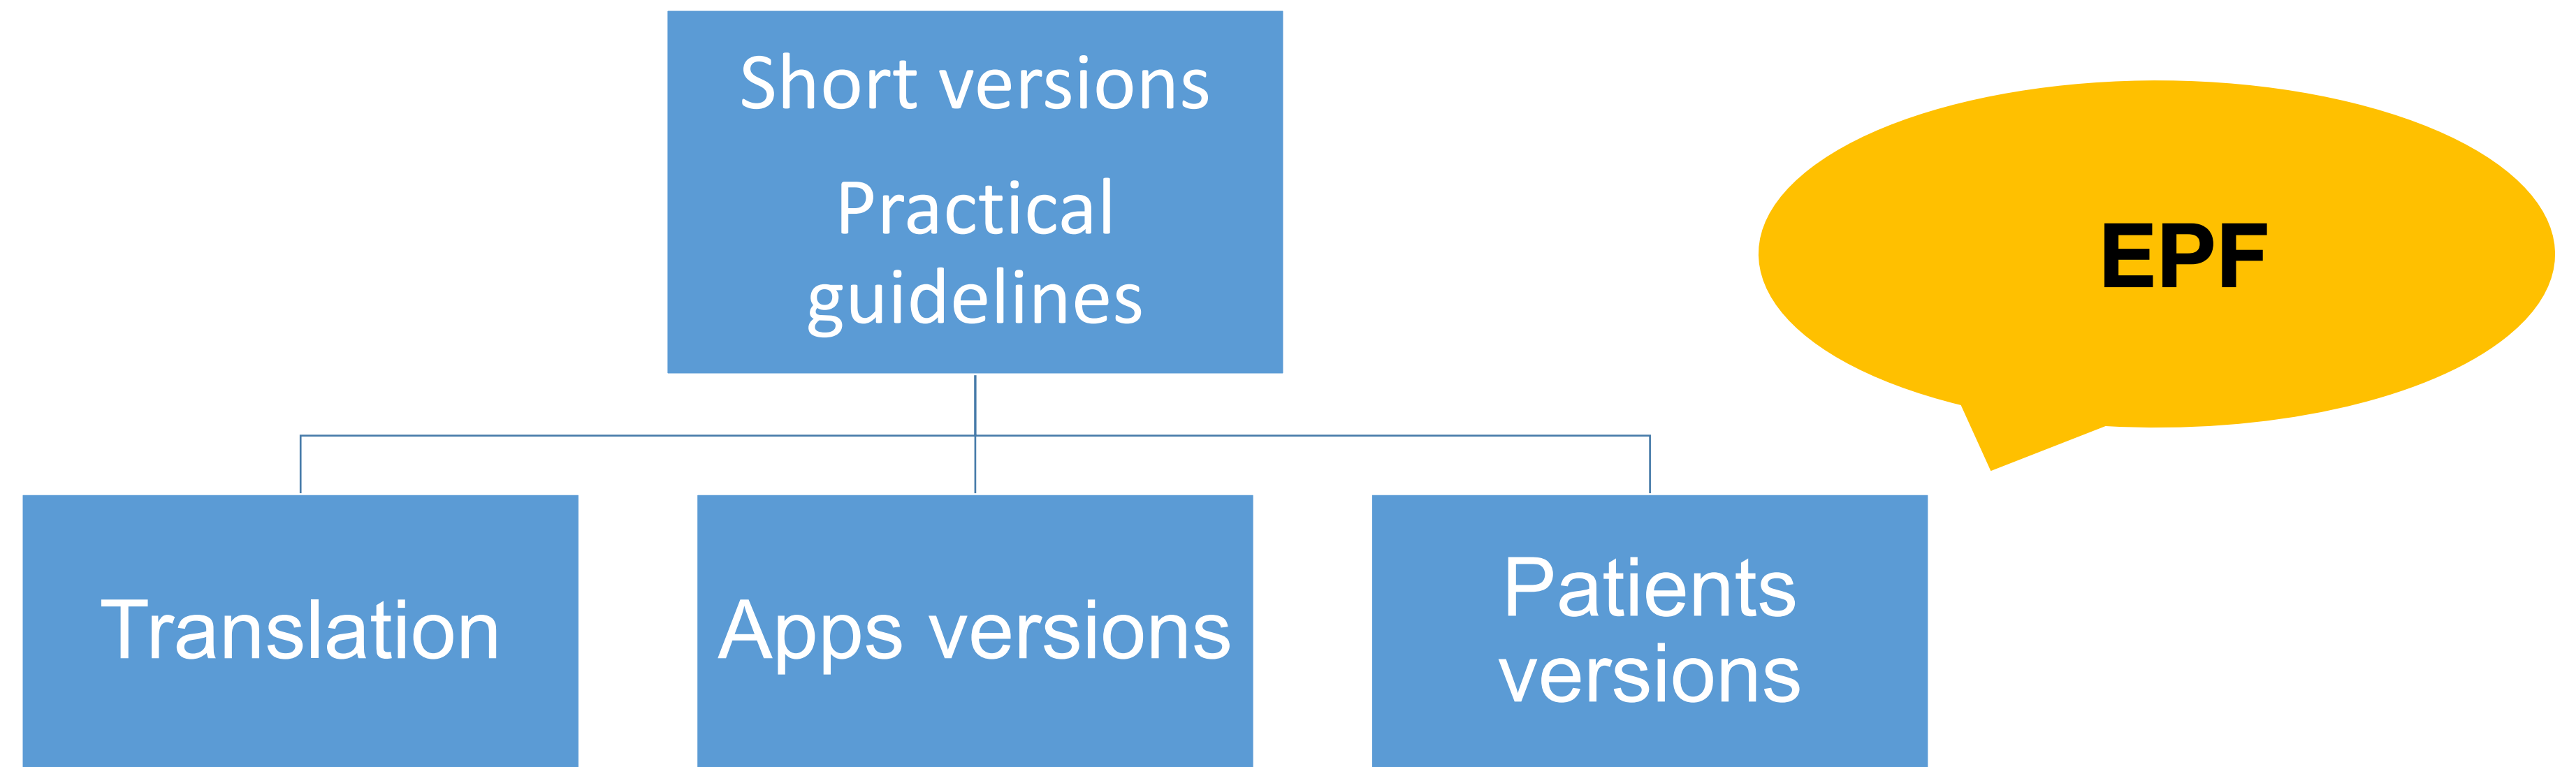 Short versions
Practical
guidelines
EPF
Translation
Apps versions
Patients
versions